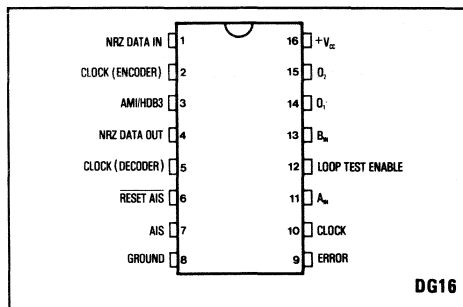 NRZ DATA IN 1
CLOCK (ENCODER) 2
AMI/HDB3 3
NRZ DATA OUT 4
CLOCK (DECODER) 5
RESET AIS 6
AIS 7
GROUND 8
16 +Vcc
15 O2
14 O1
13 BIN
12 LOOP TEST ENABLE
11 AIN
10 CLOCK
9 ERROR
DG16